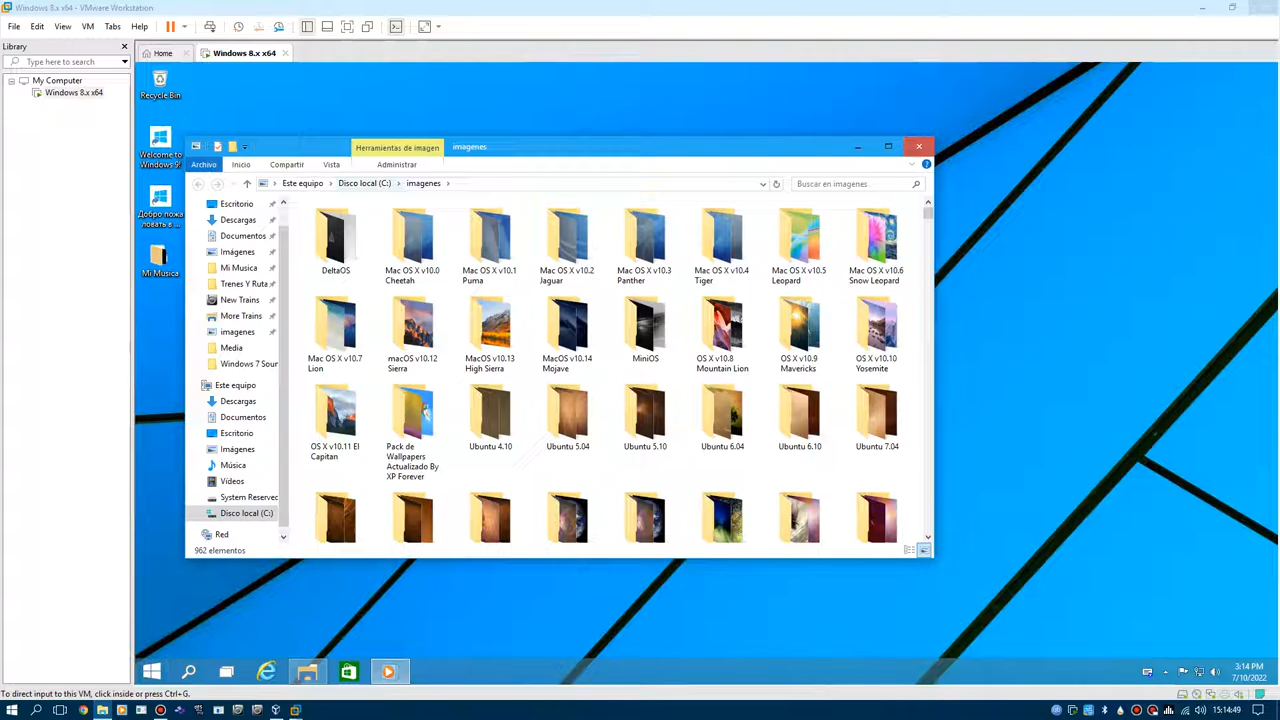 Windows 8.x x64 - VMware Workstation
File Edit View VM Tabs Help
Library
Type here to search
My Computer
Windows 8.x x64
Home
Windows 8.x x64
Recycle Bin
Welcome to
Windows 9!
Добро пожа
ловать в ...
Mi Musica
Herramientas de imagen
imagenes
Archivo Inicio Compartir Vista Administrar
Este equipo
Disco local (C:)
imagenes
Buscar en imagenes
Escritorio
Descargas
Documentos
Imágenes
Mi Musica
Trenes Y Ruta
New Trains
More Trains
imagenes
Media
Windows 7 Soun
Este equipo
Descargas
Documentos
Escritorio
Imágenes
Música
Vídeos
System Reserved
Disco local (C:)
Red
DeltaOS
Mac OS X v10.0
Cheetah
Mac OS X v10.1
Puma
Mac OS X v10.2
Jaguar
Mac OS X v10.3
Panther
Mac OS X v10.4
Tiger
Mac OS X v10.5
Leopard
Mac OS X v10.6
Snow Leopard
Mac OS X v10.7
Lion
macOS v10.12
Sierra
MacOS v10.13
High Sierra
MacOS v10.14
Mojave
MiniOS
OS X v10.8
Mountain Lion
OS X v10.9
Mavericks
OS X v10.10
Yosemite
OS X v10.11 El
Capitan
Pack de
Wallpapers
Actualizado By
XP Forever
Ubuntu 4.10
Ubuntu 5.04
Ubuntu 5.10
Ubuntu 6.04
Ubuntu 6.10
Ubuntu 7.04
962 elementos
3:14 PM
7/10/2022
To direct input to this VM, click inside or press Ctrl+G.
15:14:49